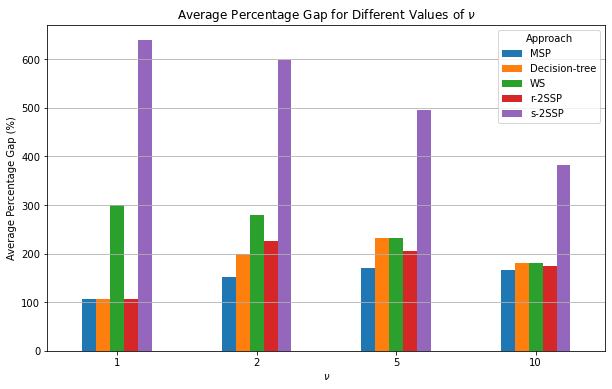 Average Percentage Gap for Different Values of ν
Average Percentage Gap (%)
600
500
400
300
200
100
0
Approach
MSP
Decision-tree
WS
r-2SSP
s-2SSP
1 2 5 10
ν